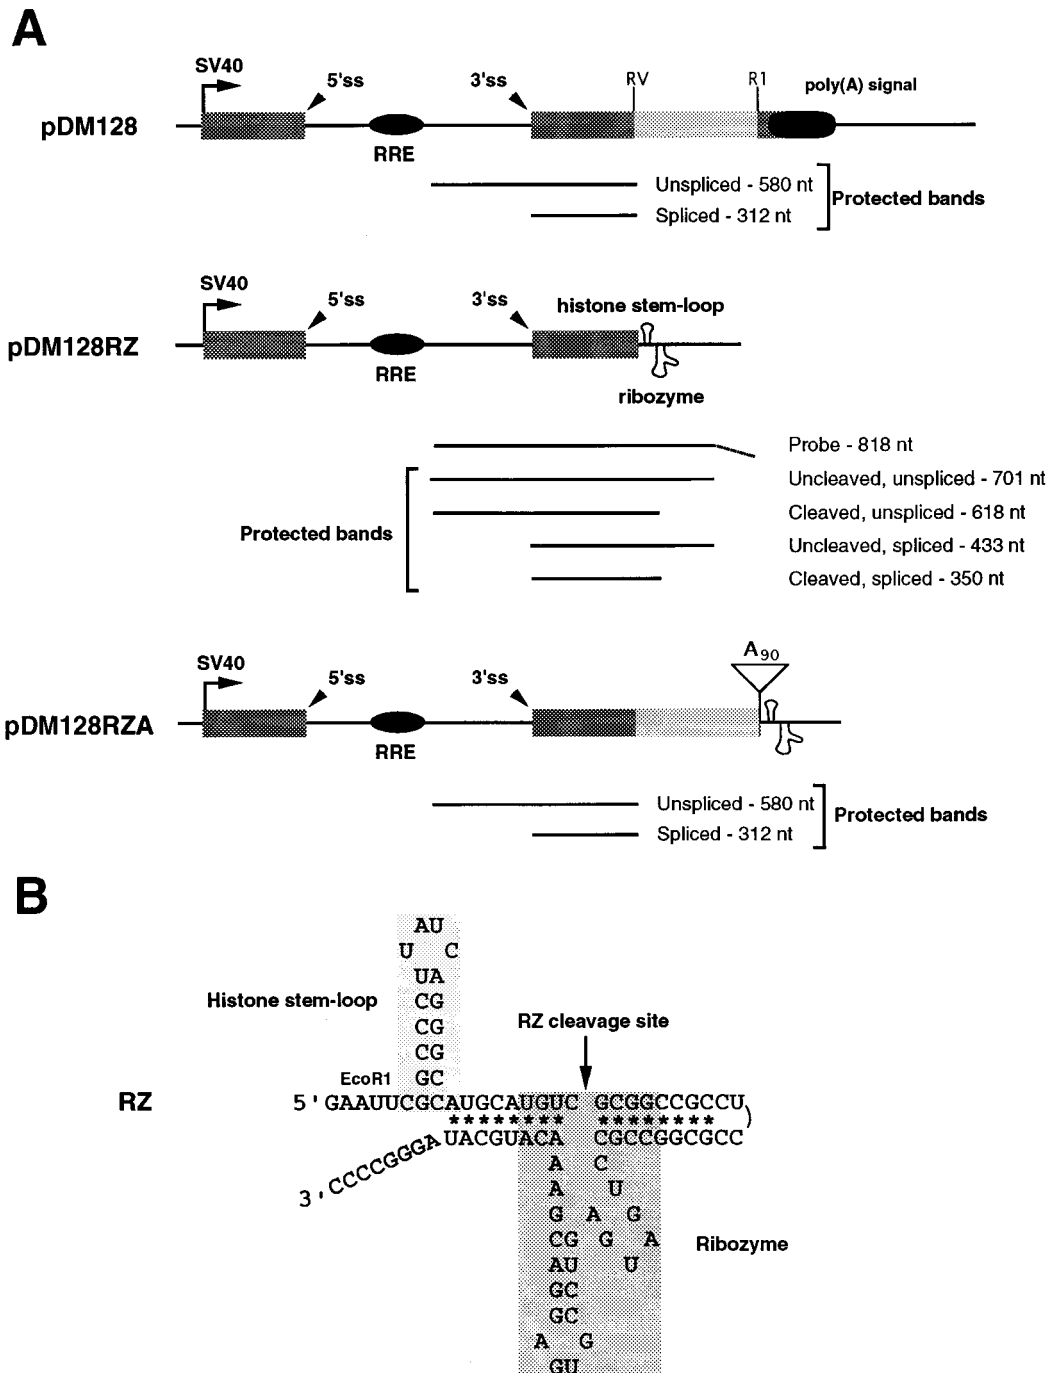 A
SV40
5'ss
3'ss
RV
R1
poly(A) signal
pDM128
RRE
Unspliced - 580 nt
Spliced - 312 nt
Protected bands
SV40
5'ss
3'ss
histone stem-loop
pDM128RZ
RRE
ribozyme
Probe - 818 nt
Uncleaved, unspliced - 701 nt
Cleaved, unspliced - 618 nt
Uncleaved, spliced - 433 nt
Cleaved, spliced - 350 nt
Protected bands
A90
SV40
5'ss
3'ss
pDM128RZA
RRE
Unspliced - 580 nt
Spliced - 312 nt
Protected bands
B
AU
U C
UA
Histone stem-loop
CG
CG
CG
GC
RZ cleavage site
EcoR1
RZ
5'GAAUUCGCAUGCAUGUC GCGGCCGCCU
******** ********
UACGUACA CGCCGGCGCC
3'CCCCGGGA
A C
A U
G A G
CG G A
Ribozyme
AU U
GC
GC
A G
GU